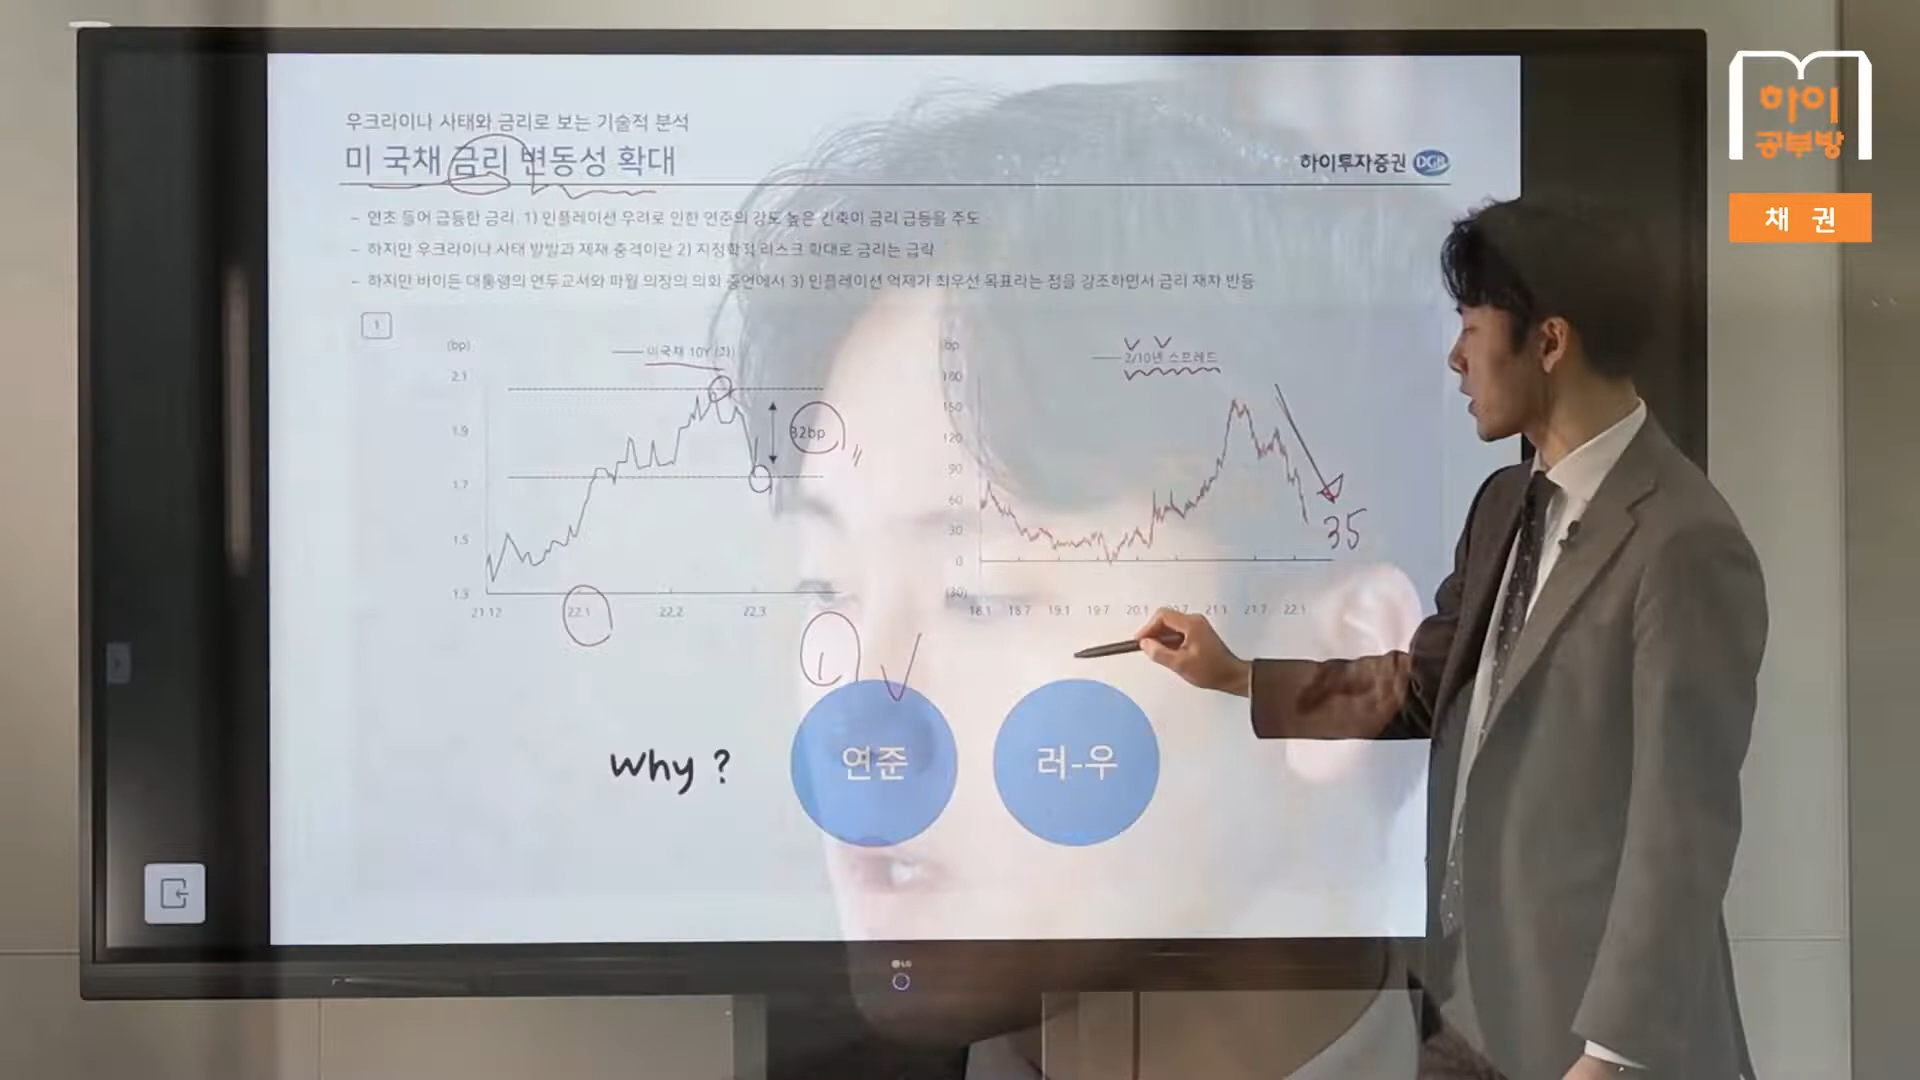 하이
공부방
채 권
우크라이나 사태와 금리로 보는 기술적 분석
미 국채 금리 변동성 확대
하이투자증권 DGB
– 연초 들어 급등한 금리. 1) 인플레이션 우려로 인한 연준의 강도 높은 긴축이 금리 급등을 주도
– 하지만 우크라이나 사태 발발과 제재 충격이란 2) 지정학적 리스크 확대로 금리는 급락
– 하지만 바이든 대통령의 연두교서와 파월 의장의 의회 증언에서 3) 인플레이션 억제가 최우선 목표라는 점을 강조하면서 금리 재차 반등
1
(bp)
미국채 10Y (좌)
2.1
1.9
1.7
1.5
1.3
32bp
21.12 22.1 22.2 22.3
bp
2/10년 스프레드
180
150
120
90
60
30
0
(30)
35
18.1 18.7 19.1 19.7 20.1 20.7 21.1 21.7 22.1
1
Why ?
연준
러-우
LG